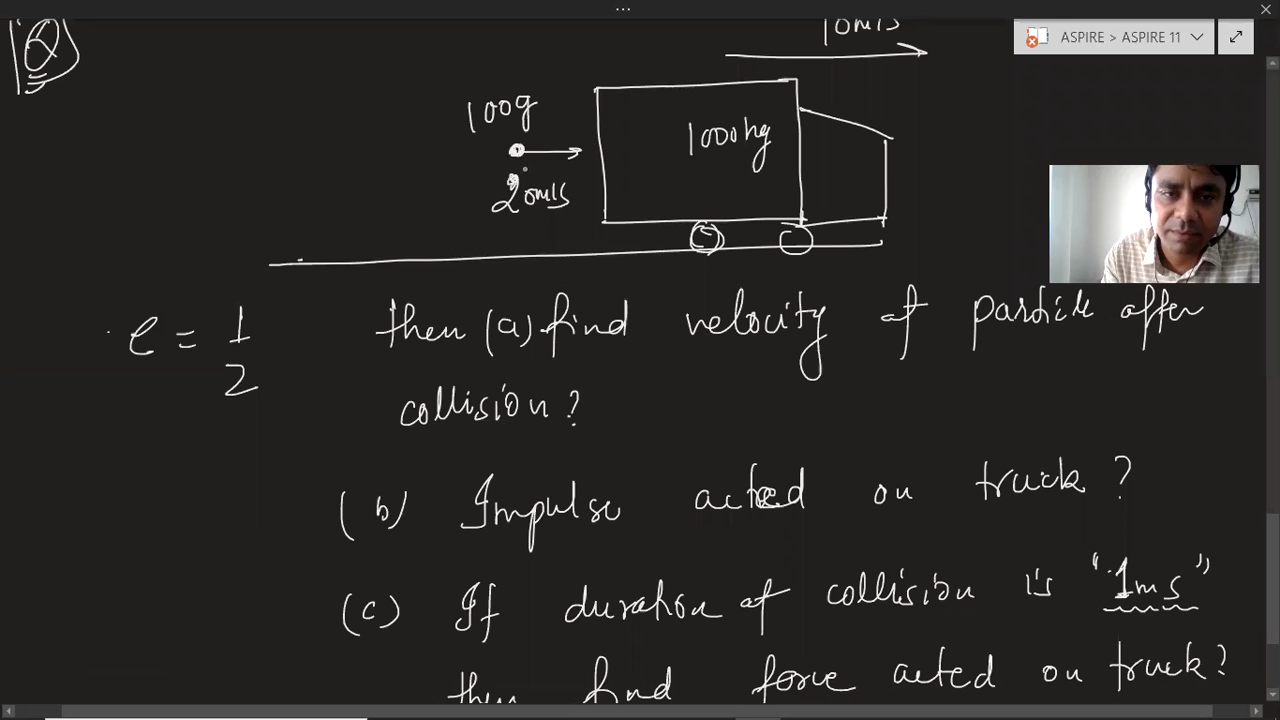 ...
ASPIRE > ASPIRE 11
Q
10m/s
100g
1000kg
20m/s
e = 1/2 then (a) find velocity of particle after
collision?
(b) Impulse acted on truck?
(c) If duration of collision is "1ms"
then find force acted on truck?